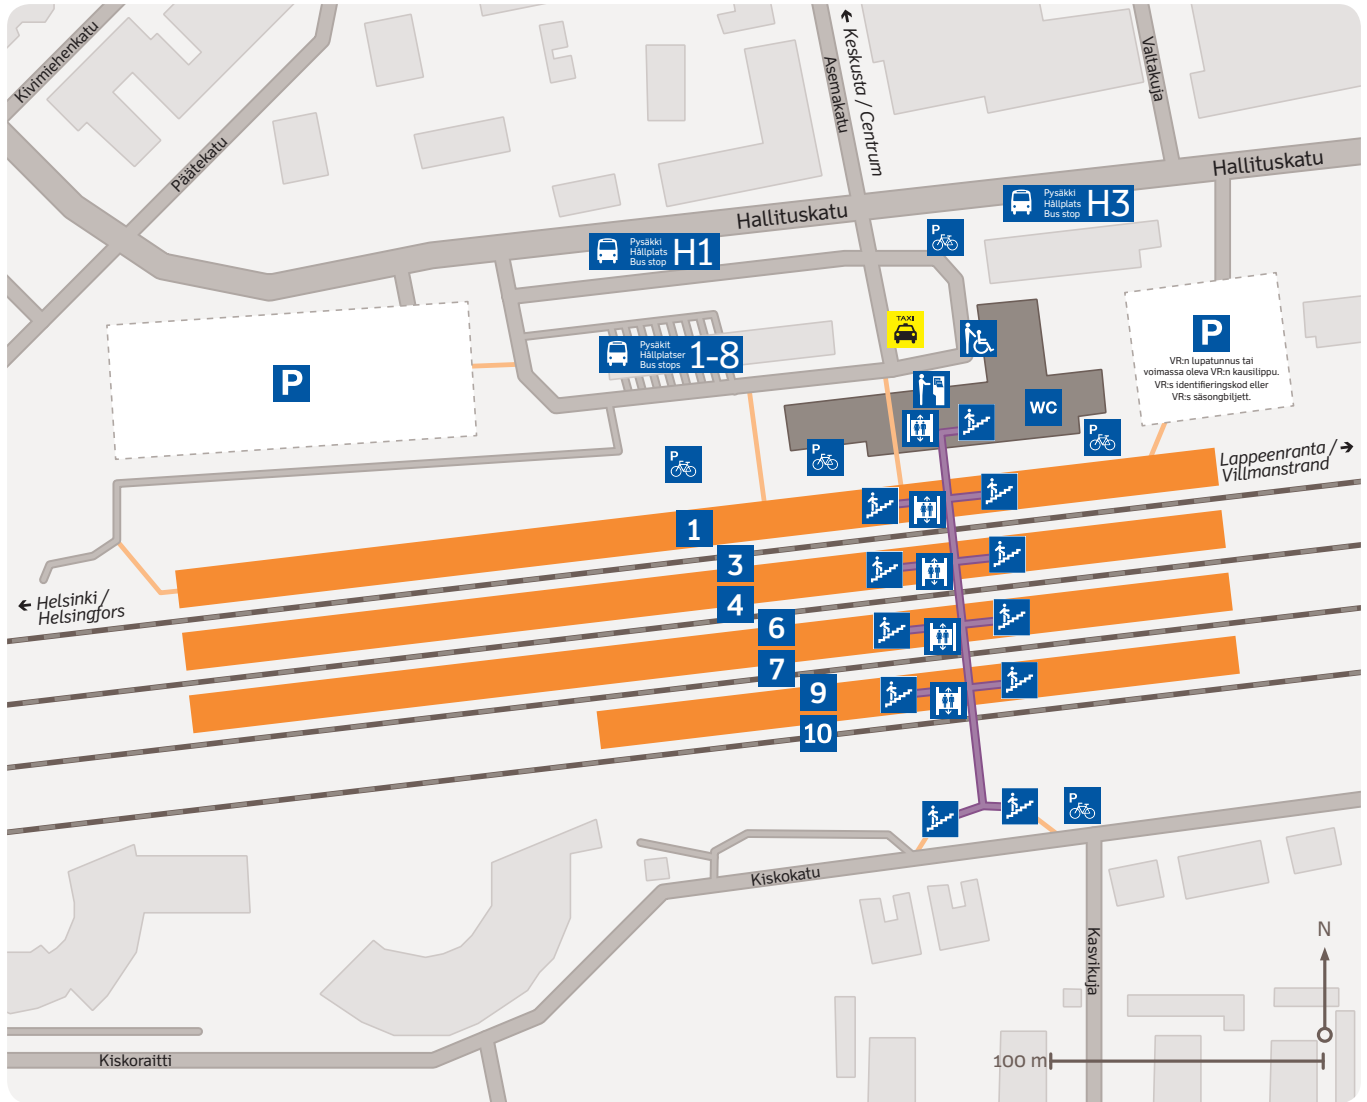 Kivimiehenkatu
Päätekatu
← Keskusta / Centrum
Asemakatu
Valtakuja
Hallituskatu
Hallituskatu
Pysäkki
Hållplats
Bus stop
H3
Pysäkki
Hållplats
Bus stop
H1
P
TAXI
Pysäkit
Hållplatser
Bus stops
1-8
P
P
VR:n lupatunnus tai
voimassa oleva VR:n kausilippu.
VR:s identifieringskod eller
VR:s säsongbiljett.
WC
P
P
P
Lappeenranta / →
Villmanstrand
1
3
4
6
7
9
10
← Helsinki /
Helsingfors
P
Kiskokatu
Kasvikuja
Kiskoraitti
N
100 m